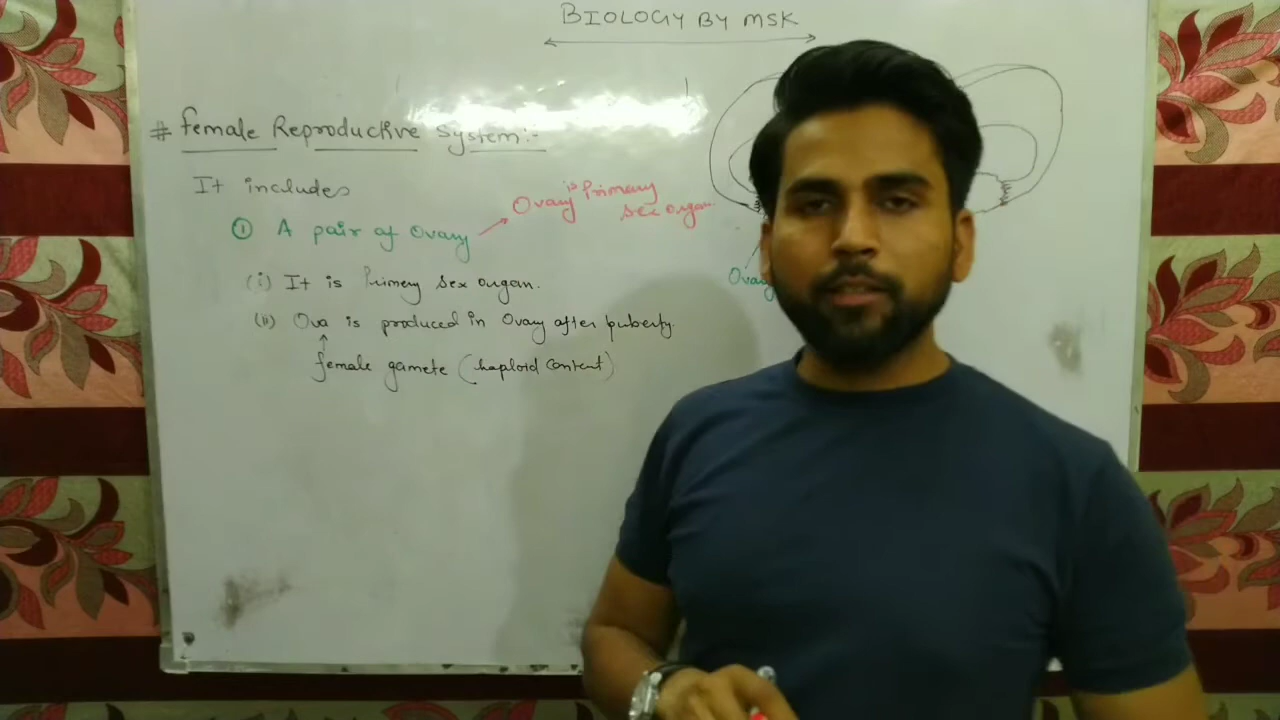 BIOLOGY BY MSK
# Female Reproductive System:-
It includes
① A pair of Ovary
Ovary is Primary
sex organ
(i) It is Primary sex organ.
(ii) Ova is produced in Ovary after puberty.
female gamete (haploid content)
Ovary